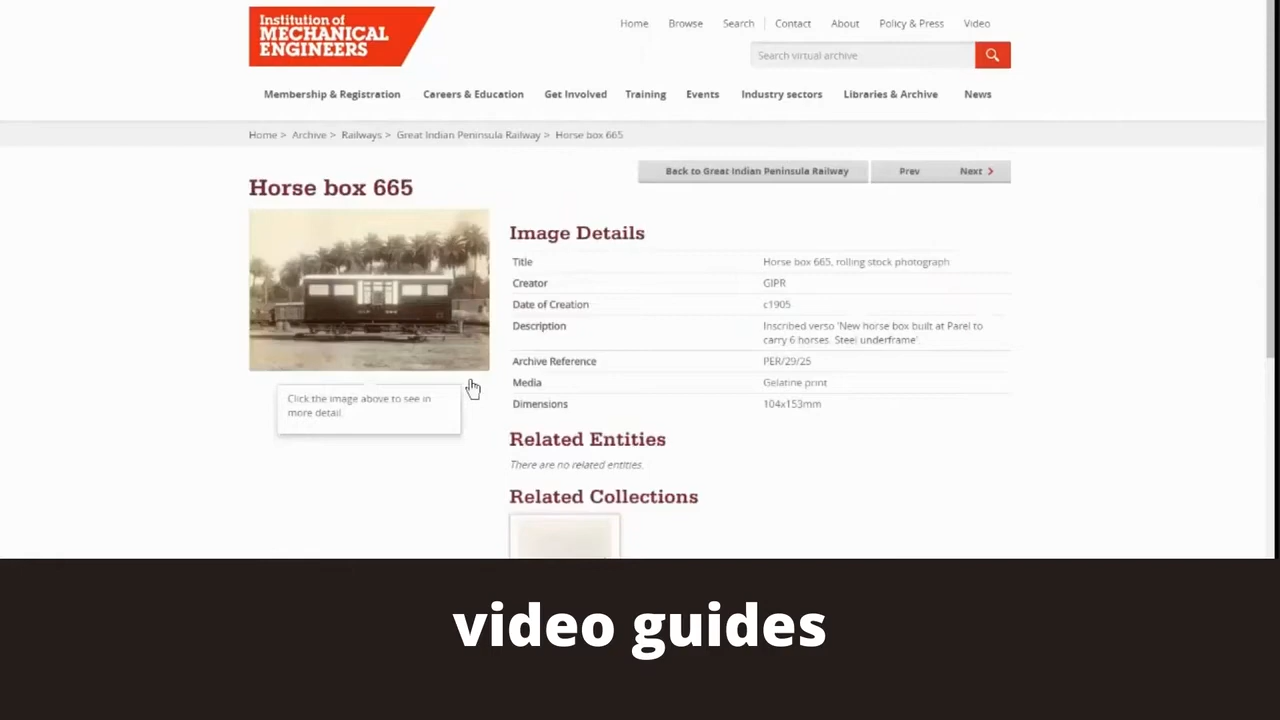 Institution of
MECHANICAL
ENGINEERS
Home Browse Search Contact About Policy & Press Video
Search virtual archive
Membership & Registration Careers & Education Get Involved Training Events Industry sectors Libraries & Archive News
Home > Archive > Railways > Great Indian Peninsula Railway > Horse box 665
Back to Great Indian Peninsula Railway Prev Next
Horse box 665
Click the image above to see in
more detail.
Image Details
Title Horse box 665, rolling stock photograph
Creator GIPR
Date of Creation c1905
Description Inscribed verso 'New horse box built at Parel to
carry 6 horses. Steel underframe'.
Archive Reference PER/29/25
Media Gelatine print
Dimensions 104x153mm
Related Entities
There are no related entities.
Related Collections
video guides